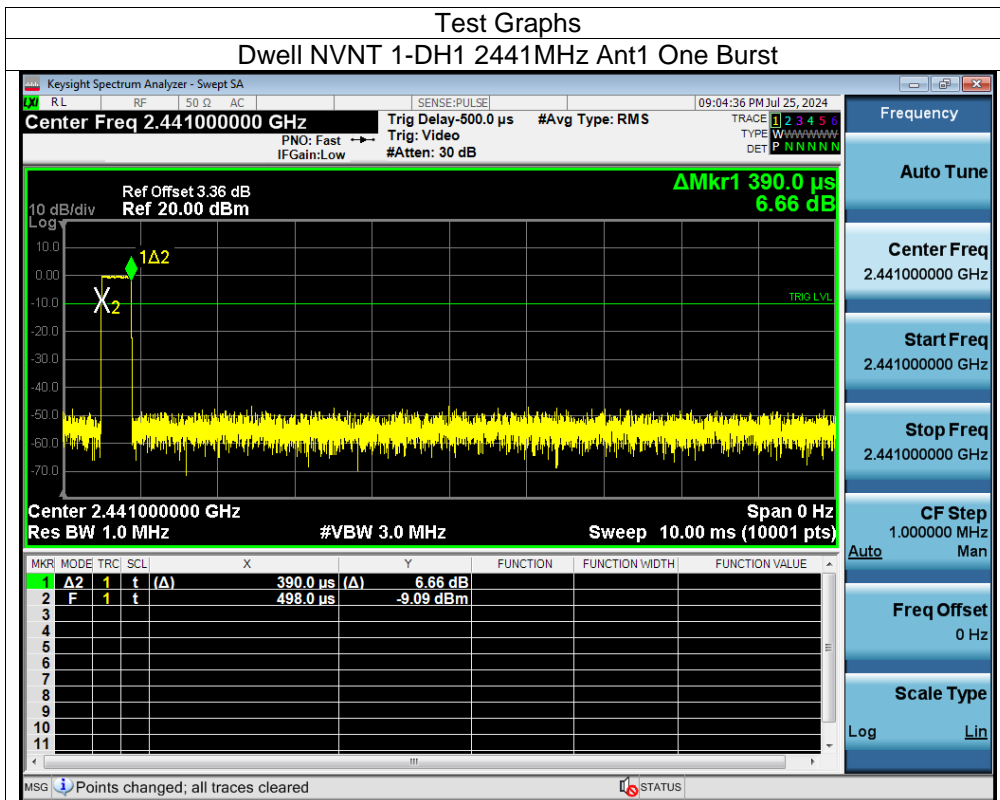 Test Graphs
Dwell NVNT 1-DH1 2441MHz Ant1 One Burst
Keysight Spectrum Analyzer - Swept SA
LXI RL RF 50 Ω AC SENSE:PULSE 09:04:36 PM Jul 25, 2024
Center Freq 2.441000000 GHz
PNO: Fast
IFGain:Low
Trig Delay-500.0 µs
Trig: Video
#Atten: 30 dB
#Avg Type: RMS
TRACE 1 2 3 4 5 6
TYPE WWWWWW
DET P N N N N N
ΔMkr1 390.0 µs
6.66 dB
Ref Offset 3.36 dB
10 dB/div Ref 20.00 dBm
Log
10.0
0.00
-10.0
-20.0
-30.0
-40.0
-50.0
-60.0
-70.0
1Δ2
X2
TRIG LVL
Center 2.441000000 GHz Span 0 Hz
Res BW 1.0 MHz #VBW 3.0 MHz Sweep 10.00 ms (10001 pts)
MKR MODE TRC SCL X Y FUNCTION FUNCTION WIDTH FUNCTION VALUE
1 Δ2 1 t (Δ) 390.0 µs (Δ) 6.66 dB
2 F 1 t 498.0 µs -9.09 dBm
3
4
5
6
7
8
9
10
11
MSG Points changed; all traces cleared STATUS
Frequency
Auto Tune
Center Freq
2.441000000 GHz
Start Freq
2.441000000 GHz
Stop Freq
2.441000000 GHz
CF Step
1.000000 MHz
Auto Man
Freq Offset
0 Hz
Scale Type
Log Lin